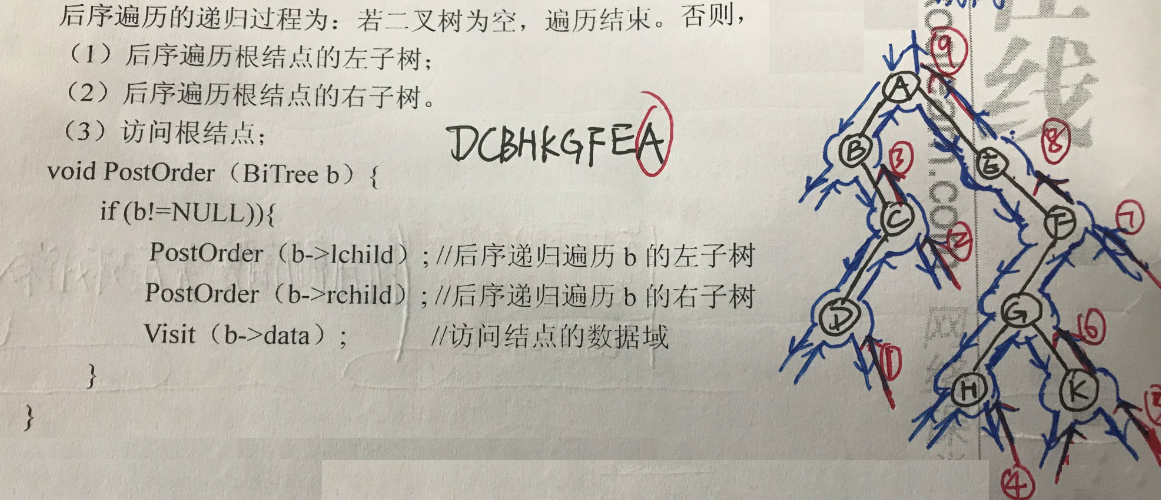 后序遍历的递归过程为：若二叉树为空，遍历结束。否则，
（1）后序遍历根结点的左子树；
（2）后序遍历根结点的右子树。
（3）访问根结点；
DCBHKGFEA
void PostOrder（BiTree b）{
if (b!=NULL)){
PostOrder（b->lchild）; //后序递归遍历 b 的左子树
PostOrder（b->rchild）; //后序递归遍历 b 的右子树
Visit（b->data）; //访问结点的数据域
}
}
⑨
A
⑧
B
③
E
C
②
F
⑦
D
①
G
⑥
H
K
④
线
.com
网